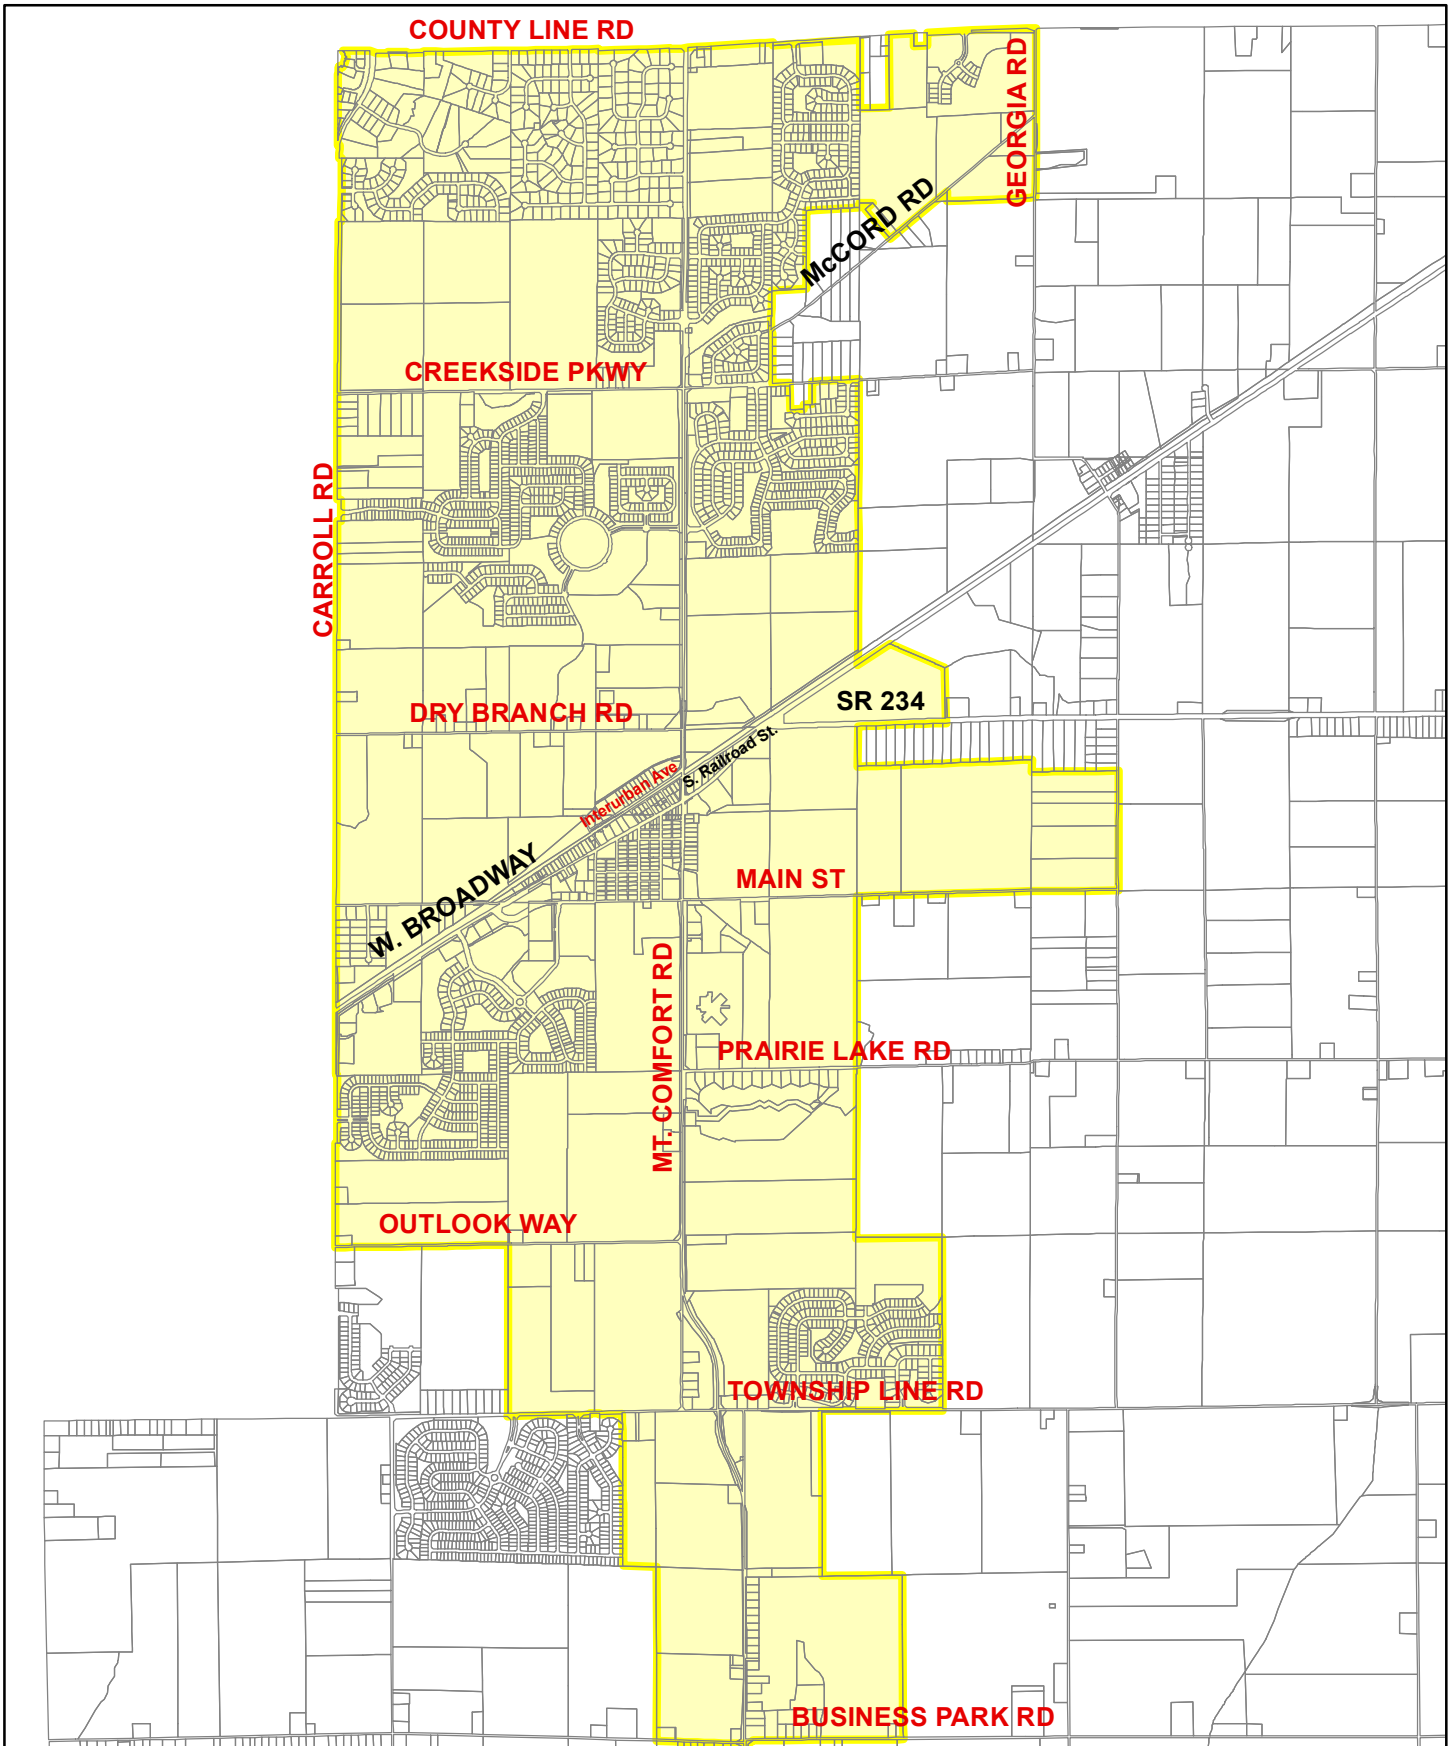 COUNTY LINE RD
GEORGIA RD
McCORD RD
CREEKSIDE PKWY
CARROLL RD
SR 234
DRY BRANCH RD
S. Railroad St.
Interurban Ave
W. BROADWAY
MAIN ST
MT. COMFORT RD
PRAIRIE LAKE RD
OUTLOOK WAY
TOWNSHIP LINE RD
BUSINESS PARK RD